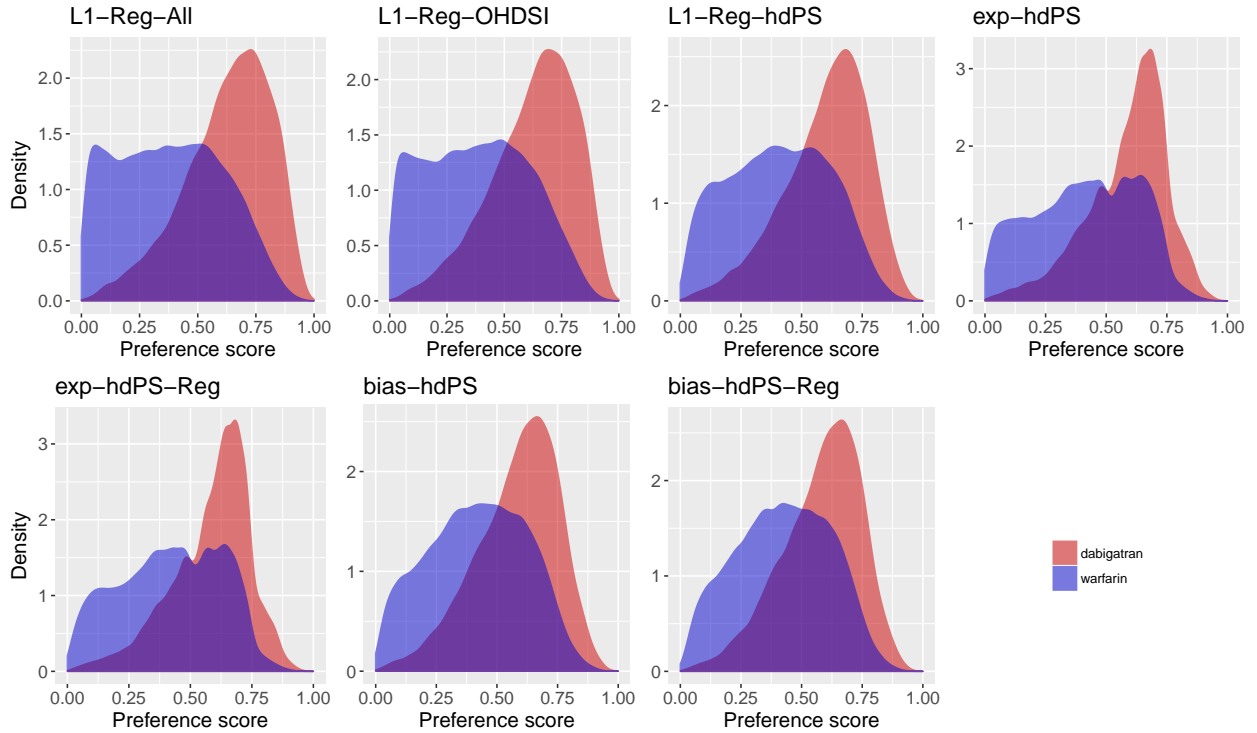 L1−Reg−All
L1−Reg−OHDSI
L1−Reg−hdPS
exp−hdPS
Density
2.0
1.5
1.0
0.5
0.0
2.0
1.5
1.0
0.5
0.0
2
1
0
3
2
1
0
0.00 0.25 0.50 0.75 1.00
0.00 0.25 0.50 0.75 1.00
0.00 0.25 0.50 0.75 1.00
0.00 0.25 0.50 0.75 1.00
Preference score
Preference score
Preference score
Preference score
exp−hdPS−Reg
bias−hdPS
bias−hdPS−Reg
Density
3
2
1
0
2
1
0
2
1
0
0.00 0.25 0.50 0.75 1.00
0.00 0.25 0.50 0.75 1.00
0.00 0.25 0.50 0.75 1.00
Preference score
Preference score
Preference score
dabigatran
warfarin